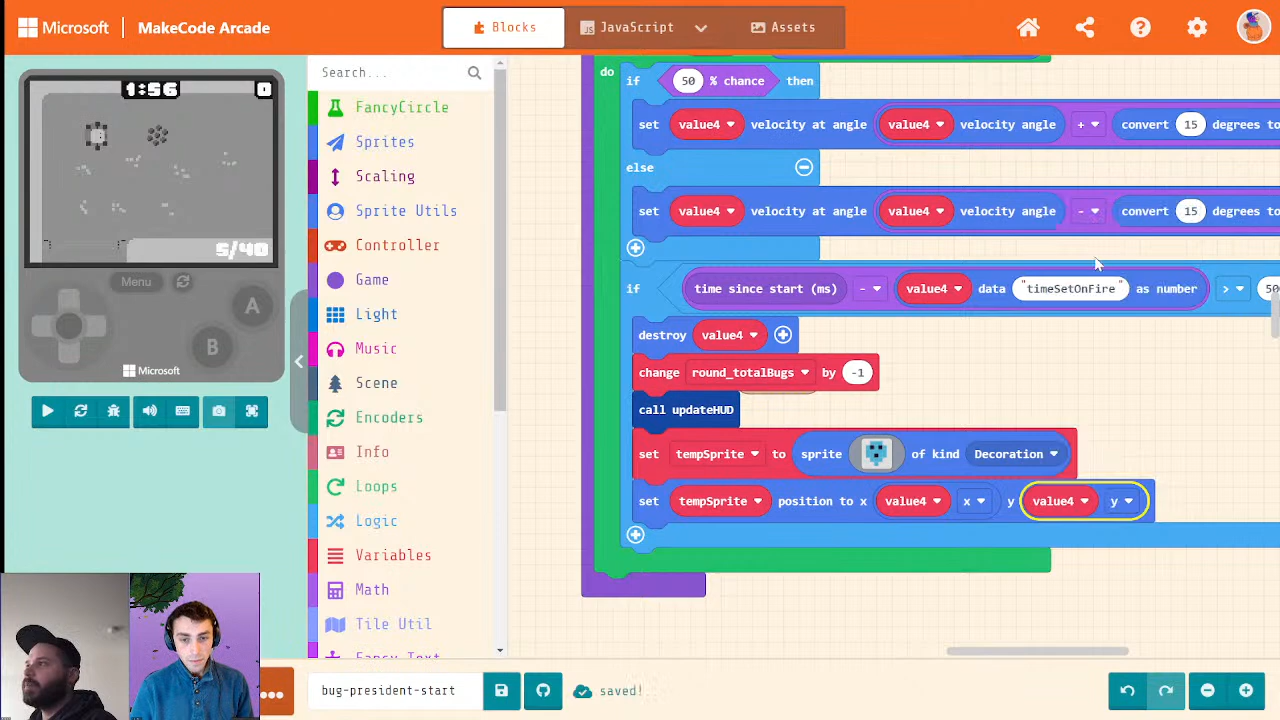 Microsoft
MakeCode Arcade
Blocks
JavaScript
Assets
1:56
0
5/40
Menu
A
B
Microsoft
Search...
FancyCircle
Sprites
Scaling
Sprite Utils
Controller
Game
Light
Music
Scene
Encoders
Info
Loops
Logic
Variables
Math
Tile Util
Fancy Text
do
if 50 % chance then
set value4 velocity at angle value4 velocity angle + convert 15 degrees to
else
set value4 velocity at angle value4 velocity angle - convert 15 degrees to
if time since start (ms) - value4 data "timeSetOnFire" as number > 50
destroy value4
change round_totalBugs by -1
call updateHUD
set tempSprite to sprite of kind Decoration
set tempSprite position to x value4 x y value4 y
bug-president-start
saved!